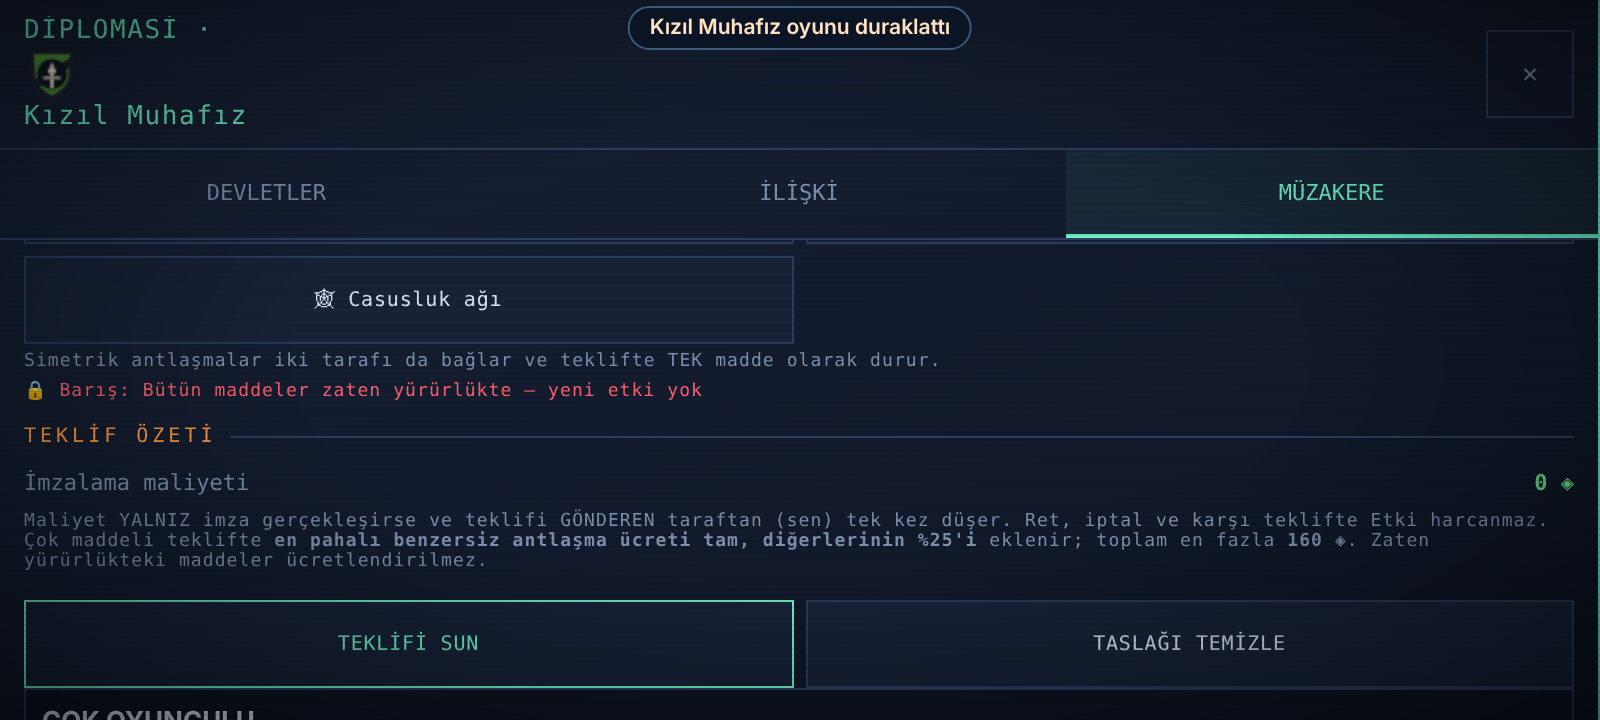 DİPLOMASİ ·
Kızıl Muhafız oyunu duraklattı
×
Kızıl Muhafız
DEVLETLER
İLİŞKİ
MÜZAKERE
Casusluk ağı
Simetrik antlaşmalar iki tarafı da bağlar ve teklifte TEK madde olarak durur.
Barış: Bütün maddeler zaten yürürlükte — yeni etki yok
TEKLİF ÖZETİ
İmzalama maliyeti
0 ◈
Maliyet YALNIZ imza gerçekleşirse ve teklifi GÖNDEREN taraftan (sen) tek kez düşer. Ret, iptal ve karşı teklifte Etki harcanmaz.
Çok maddeli teklifte en pahalı benzersiz antlaşma ücreti tam, diğerlerinin %25'i eklenir; toplam en fazla 160 ◈. Zaten
yürürlükteki maddeler ücretlendirilmez.
TEKLİFİ SUN
TASLAĞI TEMİZLE
ÇOK OYUNCULU